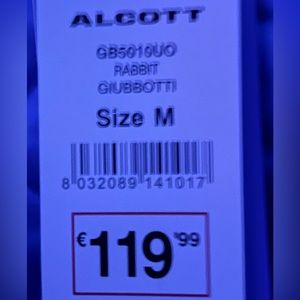 ALCOTT
GB5010UO
RABBIT
GIUBBOTTI
Size M
8 032089 141017
€119,99